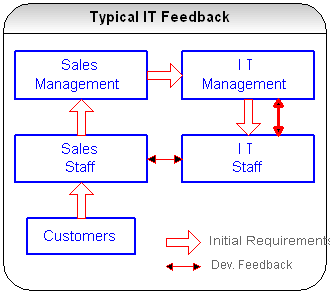 Typical IT Feedback
Sales
Management
I T
Management
Sales
Staff
I T
Staff
Customers
Initial Requirements
Dev. Feedback